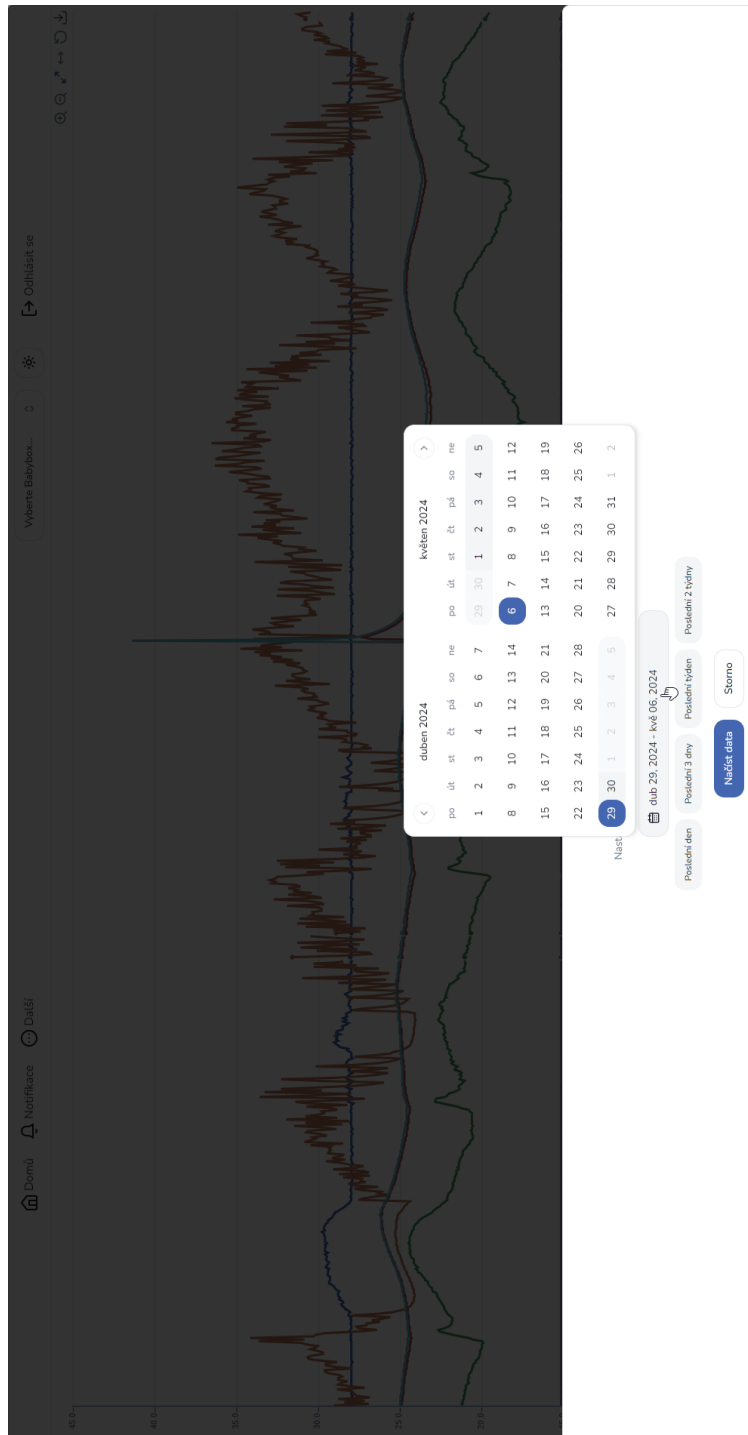 Domů Notifikace Další Vyberte Babybox... Odhlásit se
45.0
40.0
35.0
30.0
25.0
20.0
duben 2024 květen 2024
po út st čt pá so ne po út st čt pá so ne
1 2 3 4 5 6 7 29 30 1 2 3 4 5
8 9 10 11 12 13 14 6 7 8 9 10 11 12
15 16 17 18 19 20 21 13 14 15 16 17 18 19
22 23 24 25 26 27 28 20 21 22 23 24 25 26
29 30 1 2 3 4 5 27 28 29 30 31 1 2
Nast
dub 29, 2024 - kvě 06, 2024
Poslední den Poslední 3 dny Poslední týden Poslední 2 týdny
Načíst data Storno